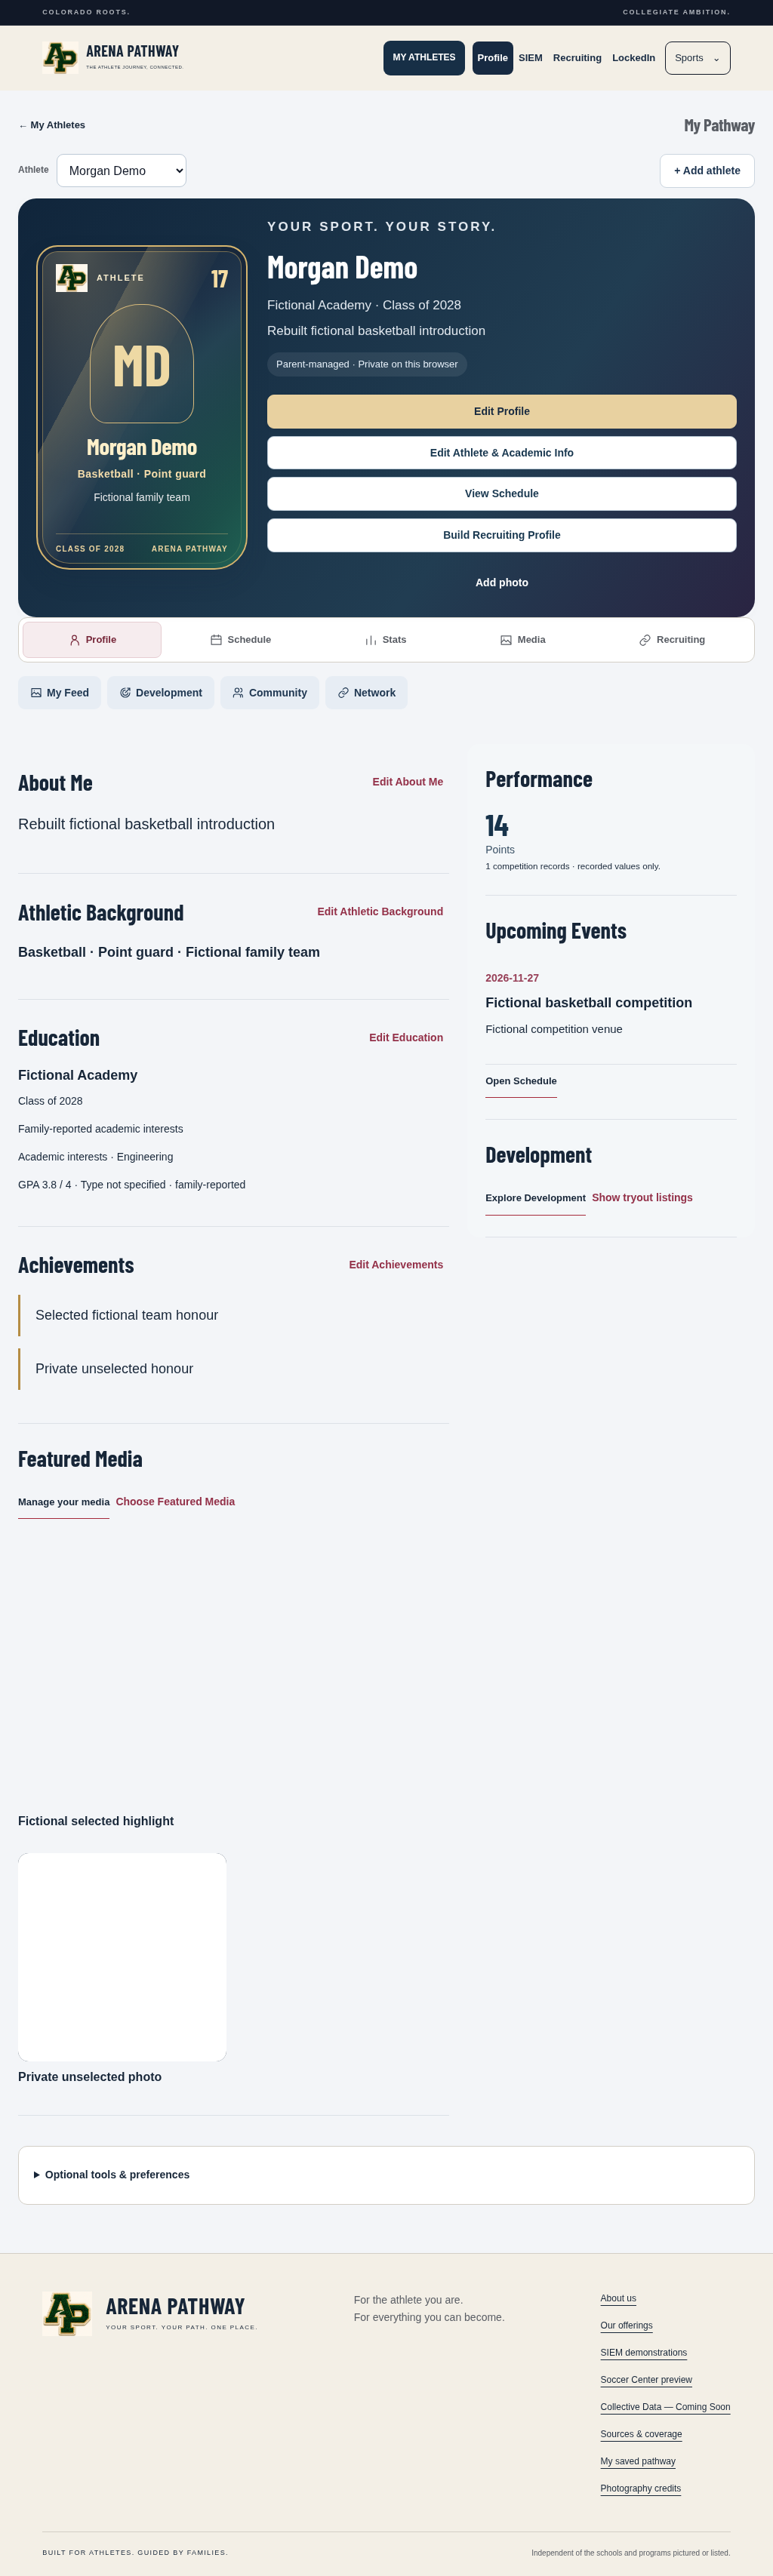 COLORADO ROOTS.
COLLEGIATE AMBITION.
AP
ARENA PATHWAY
THE ATHLETE JOURNEY, CONNECTED.
MY ATHLETES
Profile
SIEM
Recruiting
LockedIn
Sports
← My Athletes
My Pathway
Athlete
Morgan Demo
+ Add athlete
AP
ATHLETE
17
MD
Morgan Demo
Basketball · Point guard
Fictional family team
CLASS OF 2028
ARENA PATHWAY
YOUR SPORT. YOUR STORY.
Morgan Demo
Fictional Academy · Class of 2028
Rebuilt fictional basketball introduction
Parent-managed · Private on this browser
Edit Profile
Edit Athlete & Academic Info
View Schedule
Build Recruiting Profile
Add photo
Profile
Schedule
Stats
Media
Recruiting
My Feed
Development
Community
Network
About Me
Edit About Me
Rebuilt fictional basketball introduction
Athletic Background
Edit Athletic Background
Basketball · Point guard · Fictional family team
Education
Edit Education
Fictional Academy
Class of 2028
Family-reported academic interests
Academic interests · Engineering
GPA 3.8 / 4 · Type not specified · family-reported
Achievements
Edit Achievements
Selected fictional team honour
Private unselected honour
Featured Media
Manage your media
Choose Featured Media
Fictional selected highlight
Private unselected photo
Performance
14
Points
1 competition records · recorded values only.
Upcoming Events
2026-11-27
Fictional basketball competition
Fictional competition venue
Open Schedule
Development
Explore Development
Show tryout listings
Optional tools & preferences
AP
ARENA PATHWAY
YOUR SPORT. YOUR PATH. ONE PLACE.
For the athlete you are.
For everything you can become.
About us
Our offerings
SIEM demonstrations
Soccer Center preview
Collective Data — Coming Soon
Sources & coverage
My saved pathway
Photography credits
BUILT FOR ATHLETES. GUIDED BY FAMILIES.
Independent of the schools and programs pictured or listed.